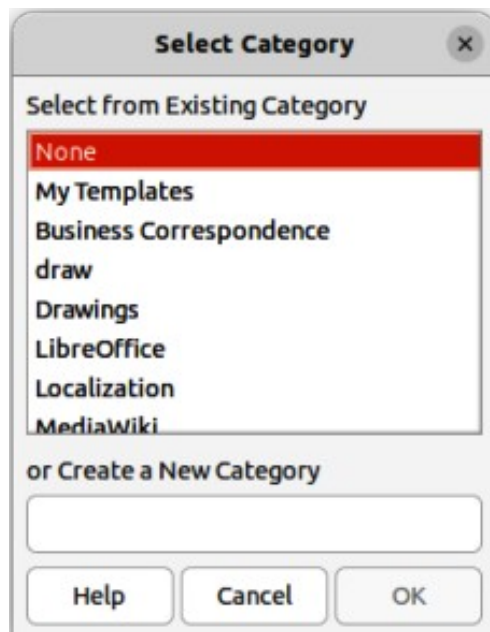 Select Category
Select from Existing Category
None
My Templates
Business Correspondence
draw
Drawings
LibreOffice
Localization
MediaWiki
or Create a New Category
Help Cancel OK